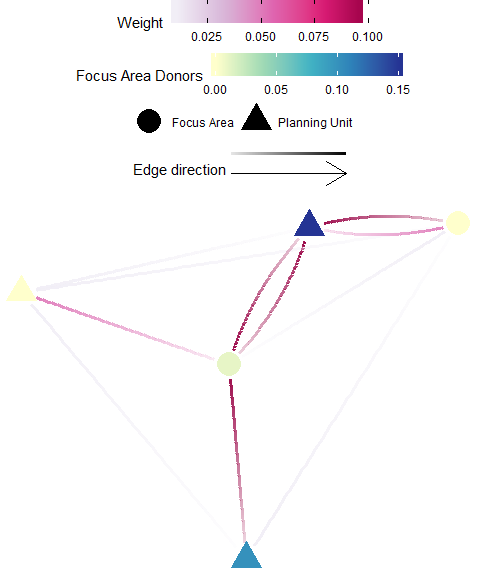 Weight
0.025 0.050 0.075 0.100
Focus Area Donors
0.00 0.05 0.10 0.15
Focus Area Planning Unit
Edge direction